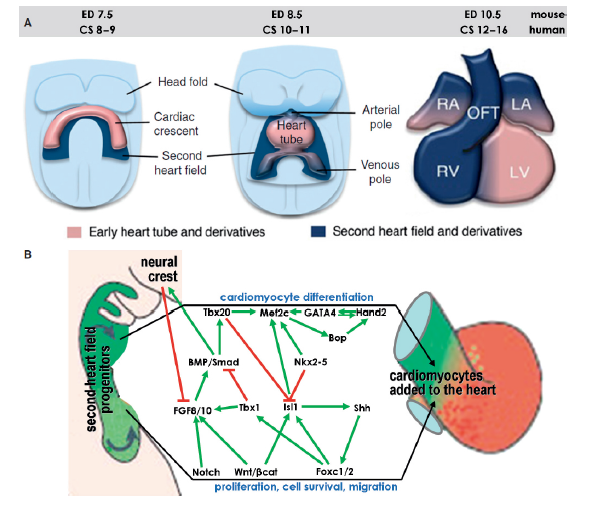 A
ED 7.5
CS 8–9
ED 8.5
CS 10–11
ED 10.5
CS 12–16
mouse
human
Head fold
Cardiac
crescent
Second
heart field
Heart
tube
Arterial
pole
Venous
pole
RA
OFT
LA
RV
LV
Early heart tube and derivatives
Second heart field and derivatives
B
neural
crest
cardiomyocyte differentiation
Tbx20
Mef2c
GATA4
Hand2
Bop
BMP/Smad
Nkx2-5
second-heart field
progenitors
cardiomyocytes
added to the heart
FGF8/10
Tbx1
Isl1
Shh
Notch
Wnt/βcat
Foxc1/2
proliferation, cell survival, migration